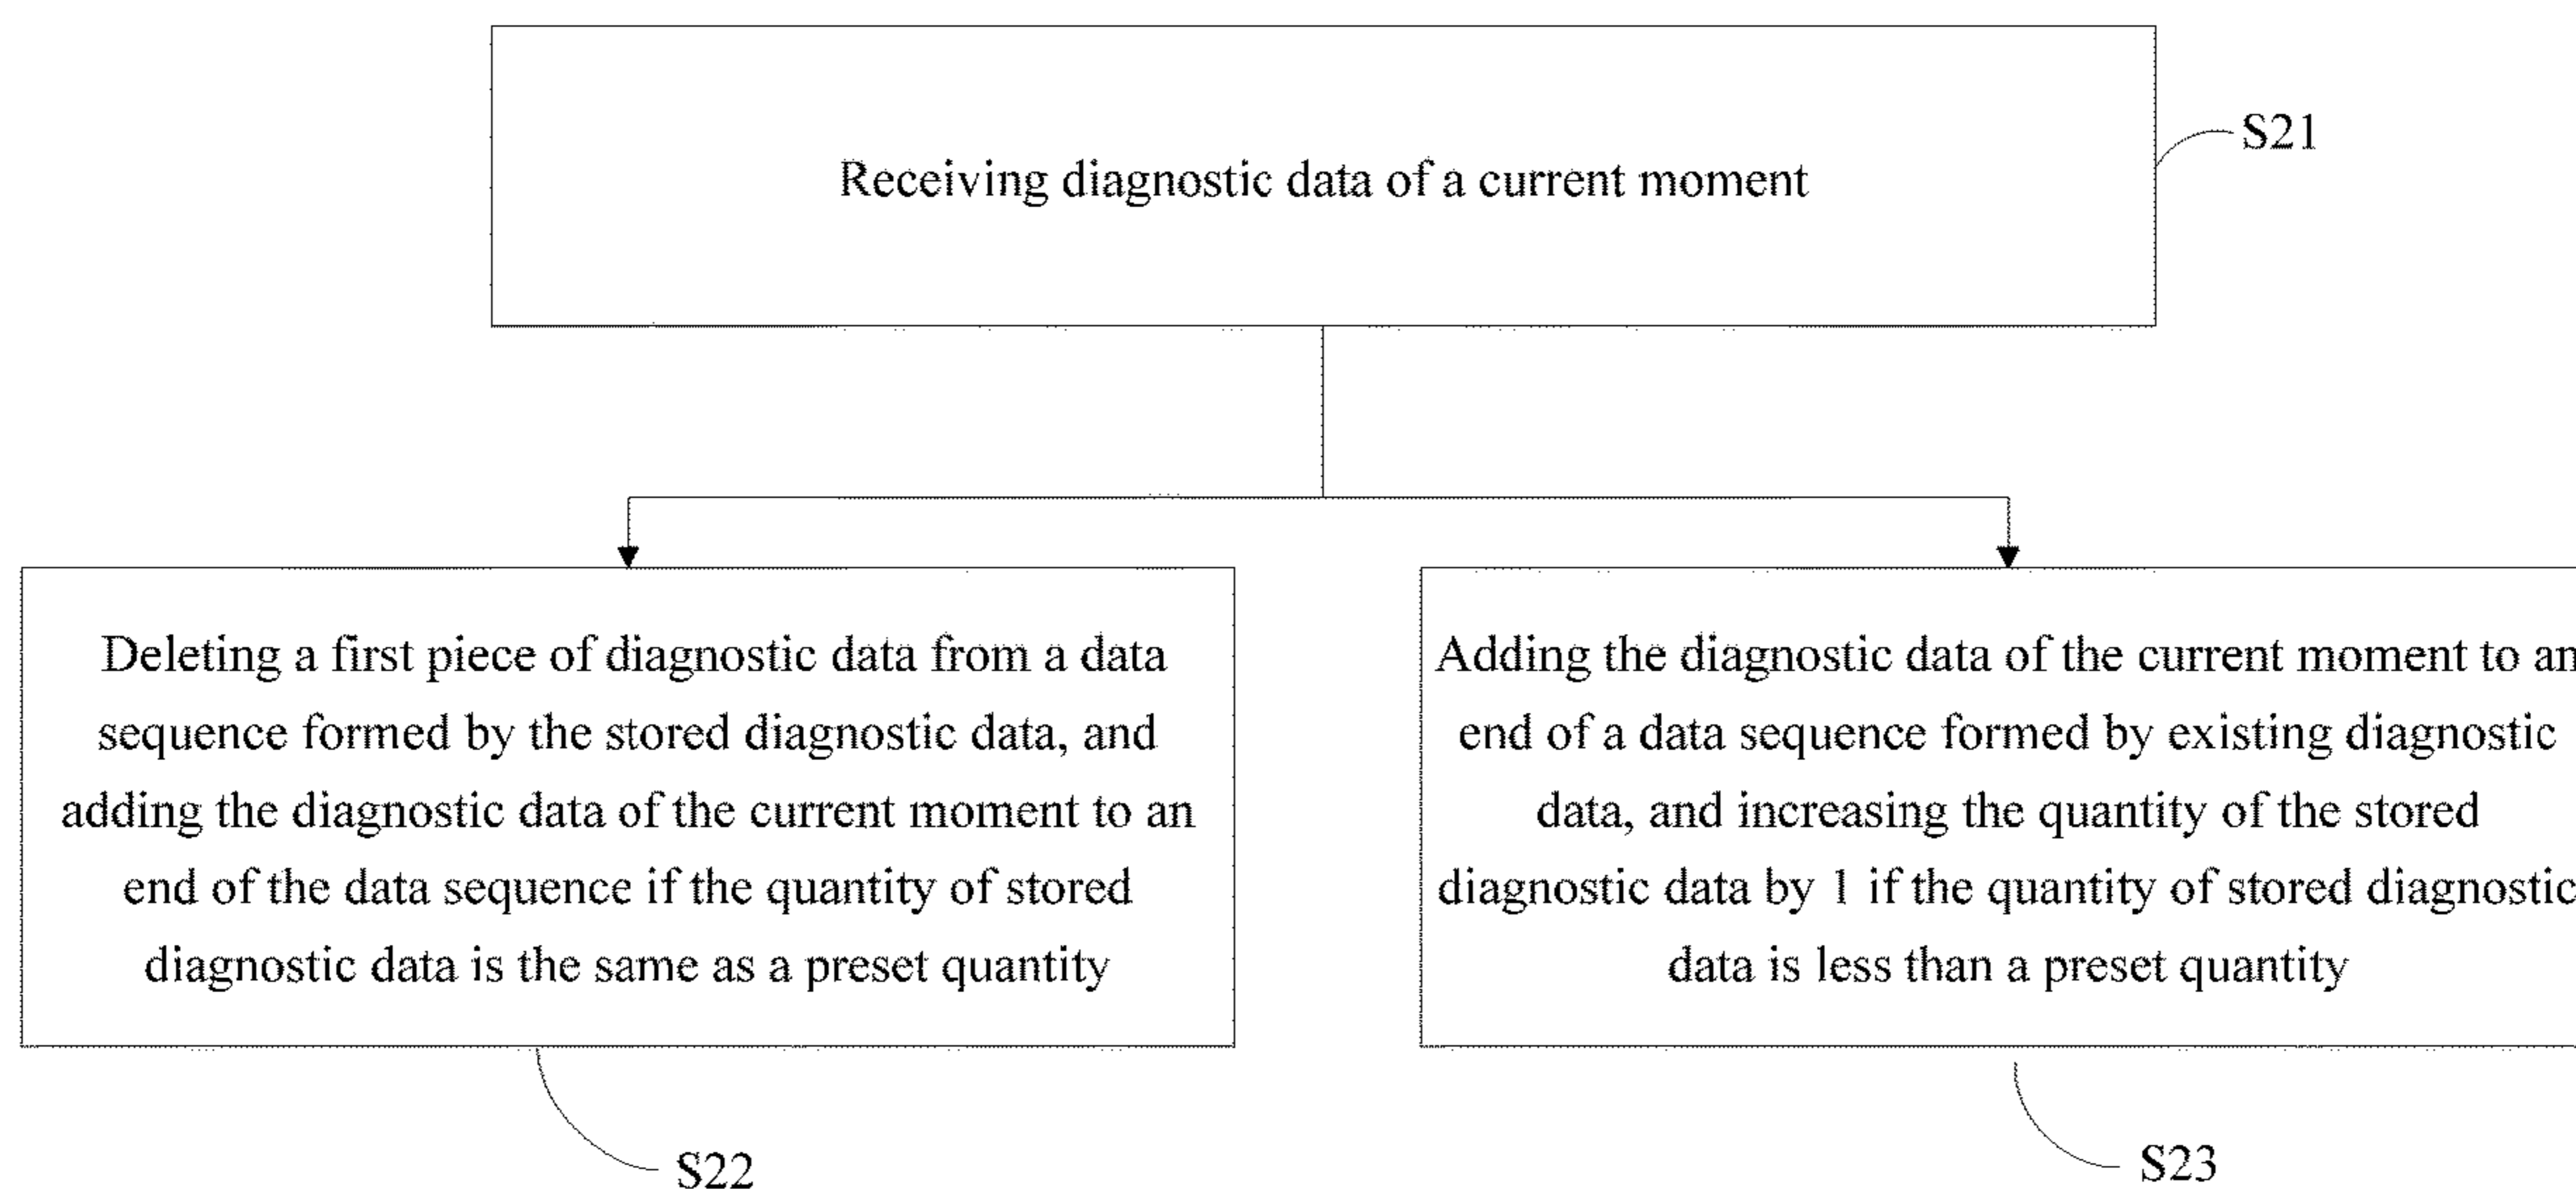 Receiving diagnostic data of a current moment
S21
Deleting a first piece of diagnostic data from a data
sequence formed by the stored diagnostic data, and
adding the diagnostic data of the current moment to an
end of the data sequence if the quantity of stored
diagnostic data is the same as a preset quantity
S22
Adding the diagnostic data of the current moment to an
end of a data sequence formed by existing diagnostic
data, and increasing the quantity of the stored
diagnostic data by 1 if the quantity of stored diagnostic
data is less than a preset quantity
S23